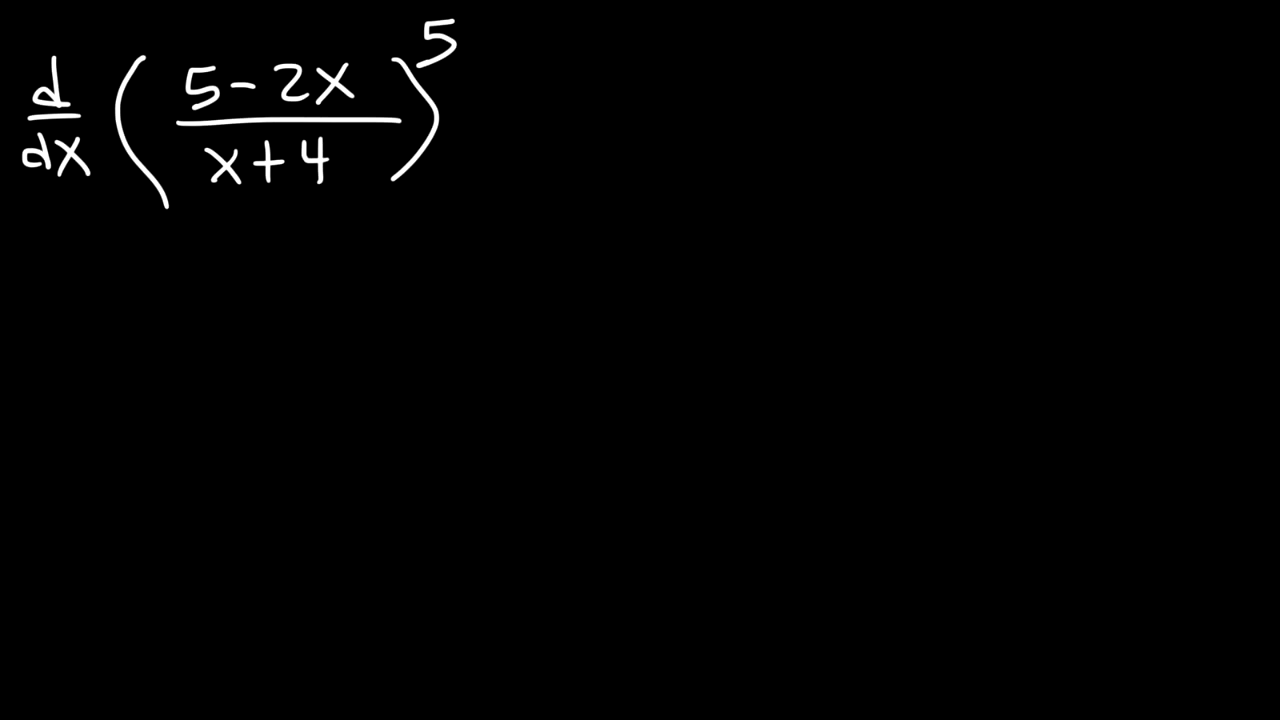 d/dx ( (5-2x)/(x+4) )^5